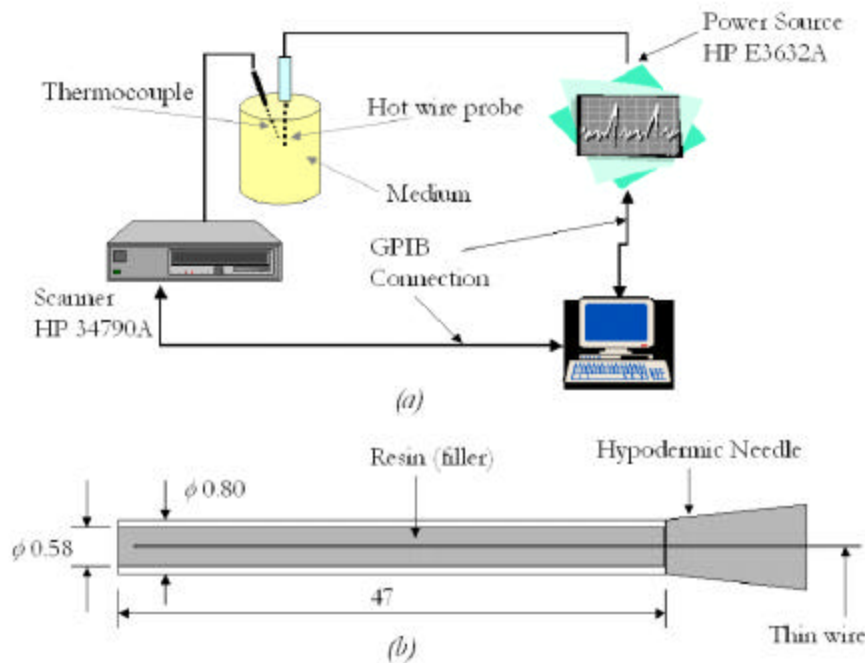 Power Source
HP E3632A
Thermocouple
Hot wire probe
Medium
GPIB
Connection
Scanner
HP 34790A
(a)
Resin (filler)
Hypodermic Needle
ϕ 0.80
ϕ 0.58
47
Thin wire
(b)